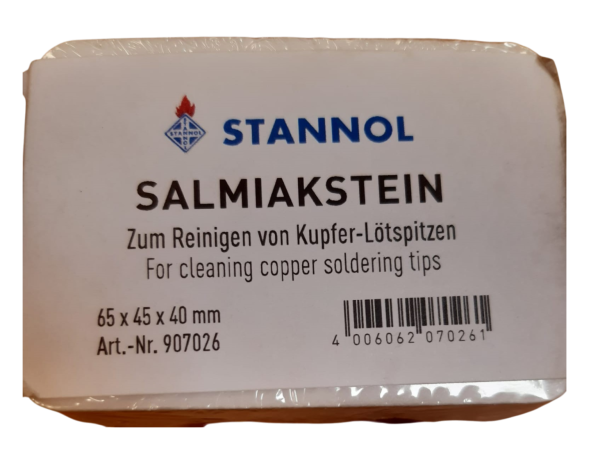 STANNOL
STANNOL
SALMIAKSTEIN
Zum Reinigen von Kupfer-Lötspitzen
For cleaning copper soldering tips
65 x 45 x 40 mm
Art.-Nr. 907026
4 006062 070261